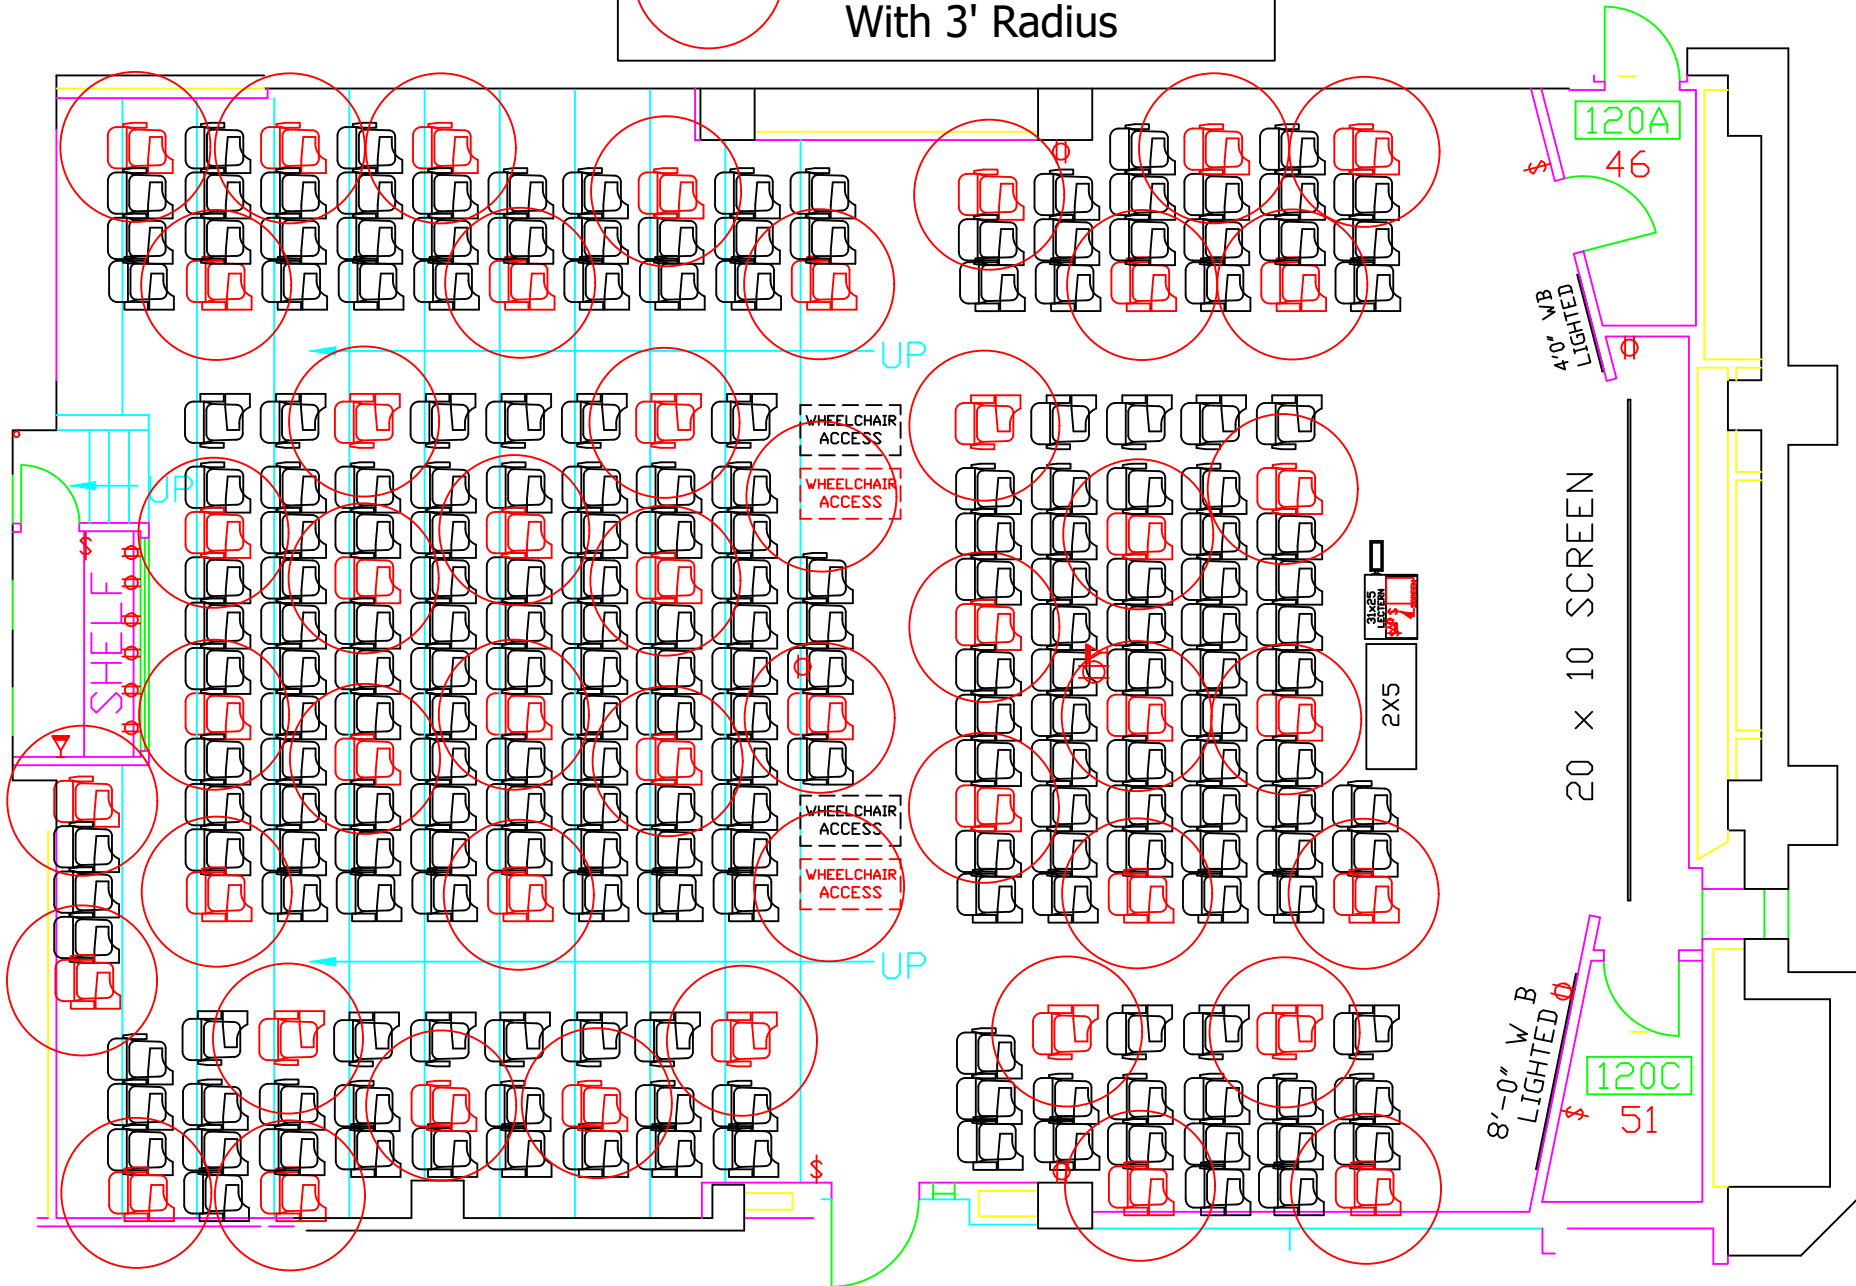 With 3' Radius
120A
46
4'0" WB
LIGHTED
UP
WHEELCHAIR
ACCESS
WHEELCHAIR
ACCESS
UP
SHELF
20 x 10 SCREEN
31x25
LECTERN
2X5
WHEELCHAIR
ACCESS
WHEELCHAIR
ACCESS
UP
8'-0" W B
LIGHTED
120C
51